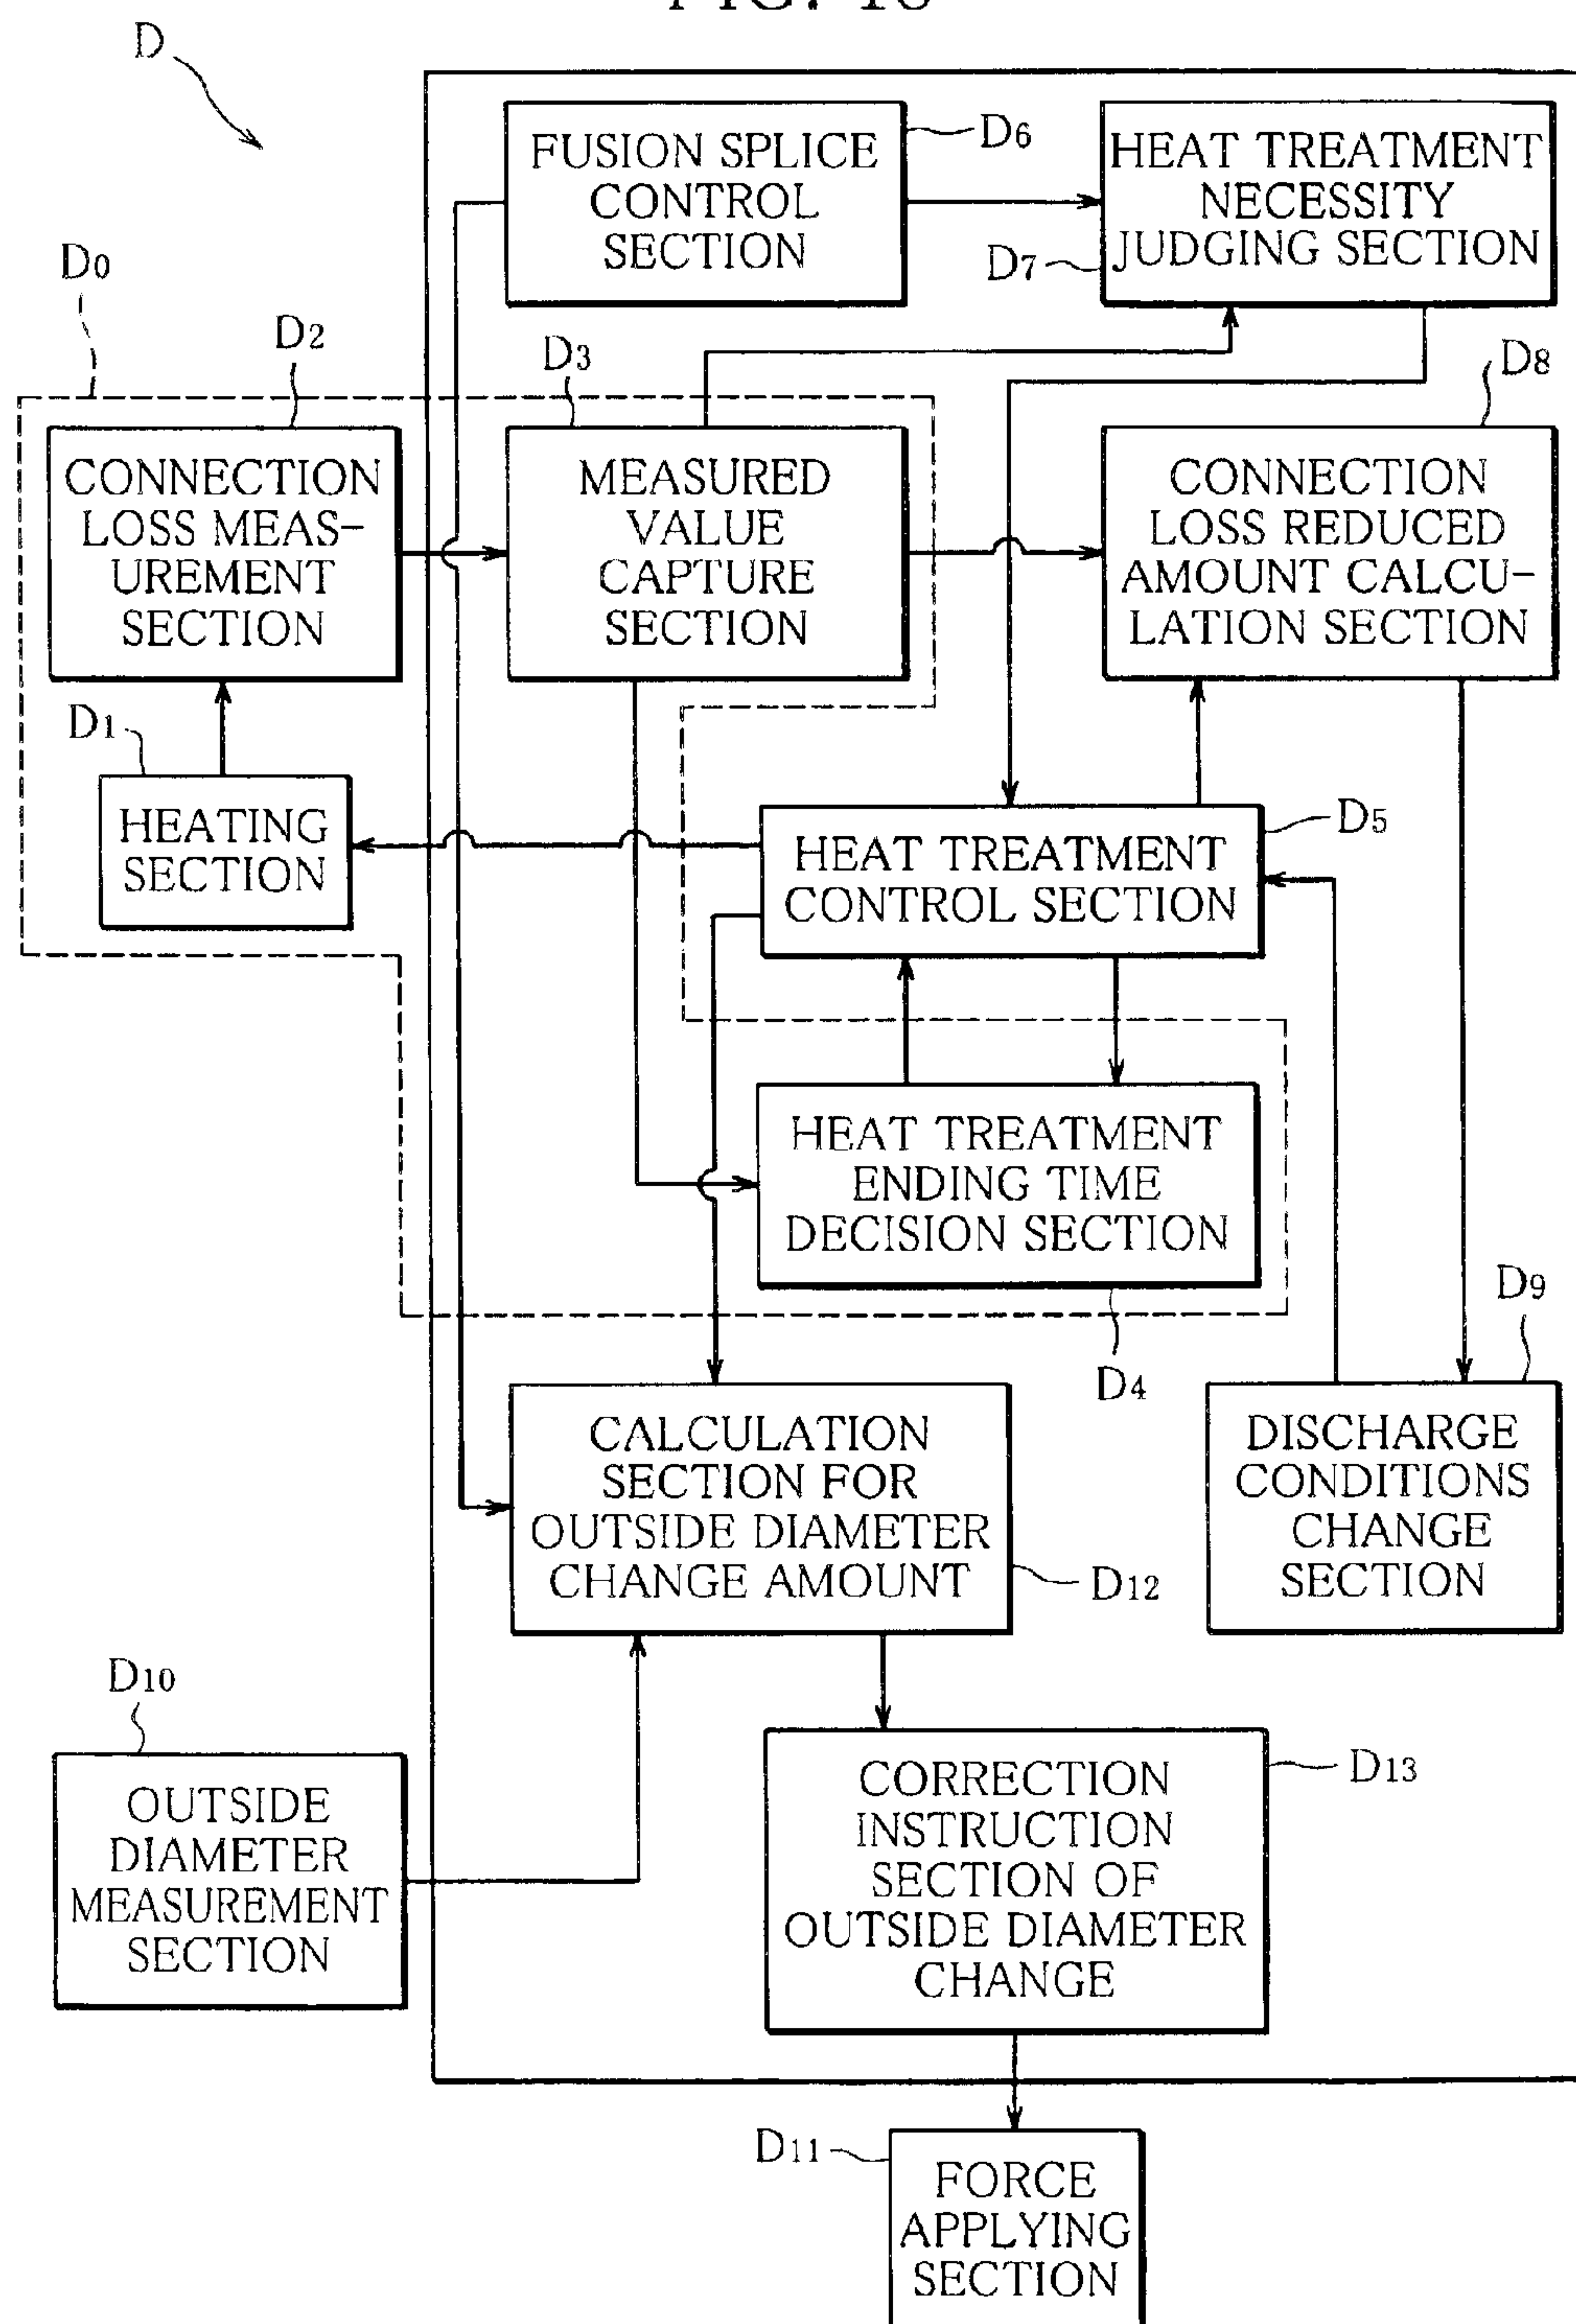 D
FUSION SPLICE
CONTROL
SECTION
D6
HEAT TREATMENT
NECESSITY
JUDGING SECTION
D7
D0
D2
D3
D8
CONNECTION
LOSS MEAS-
UREMENT
SECTION
MEASURED
VALUE
CAPTURE
SECTION
CONNECTION
LOSS REDUCED
AMOUNT CALCU-
LATION SECTION
D1
HEATING
SECTION
HEAT TREATMENT
CONTROL SECTION
D5
HEAT TREATMENT
ENDING TIME
DECISION SECTION
D4
D9
CALCULATION
SECTION FOR
OUTSIDE DIAMETER
CHANGE AMOUNT
D12
DISCHARGE
CONDITIONS
CHANGE
SECTION
D10
OUTSIDE
DIAMETER
MEASUREMENT
SECTION
CORRECTION
INSTRUCTION
SECTION OF
OUTSIDE DIAMETER
CHANGE
D13
D11
FORCE
APPLYING
SECTION